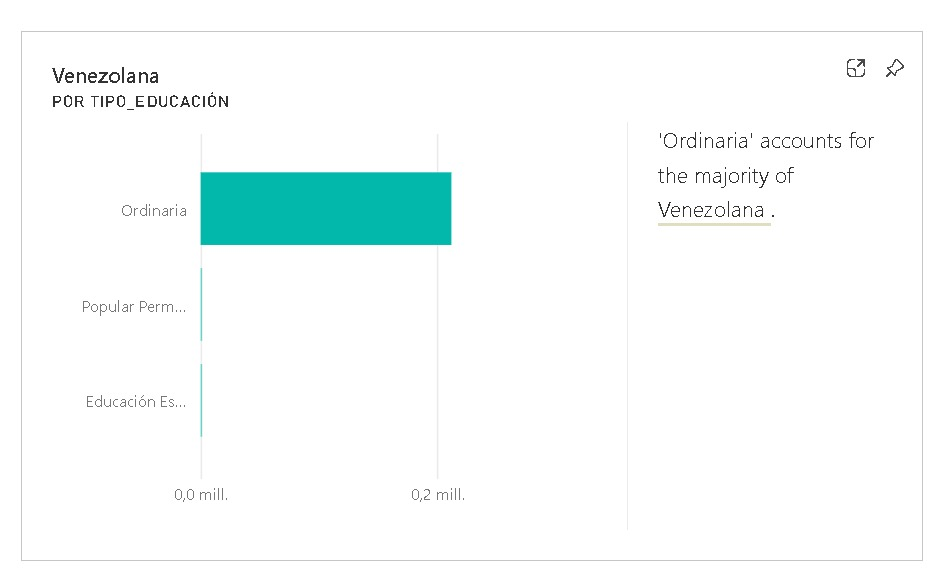 Venezolana
POR TIPO_EDUCACIÓN
'Ordinaria' accounts for
the majority of
Venezolana .
Ordinaria
Popular Perm...
Educación Es...
0,0 mill.
0,2 mill.